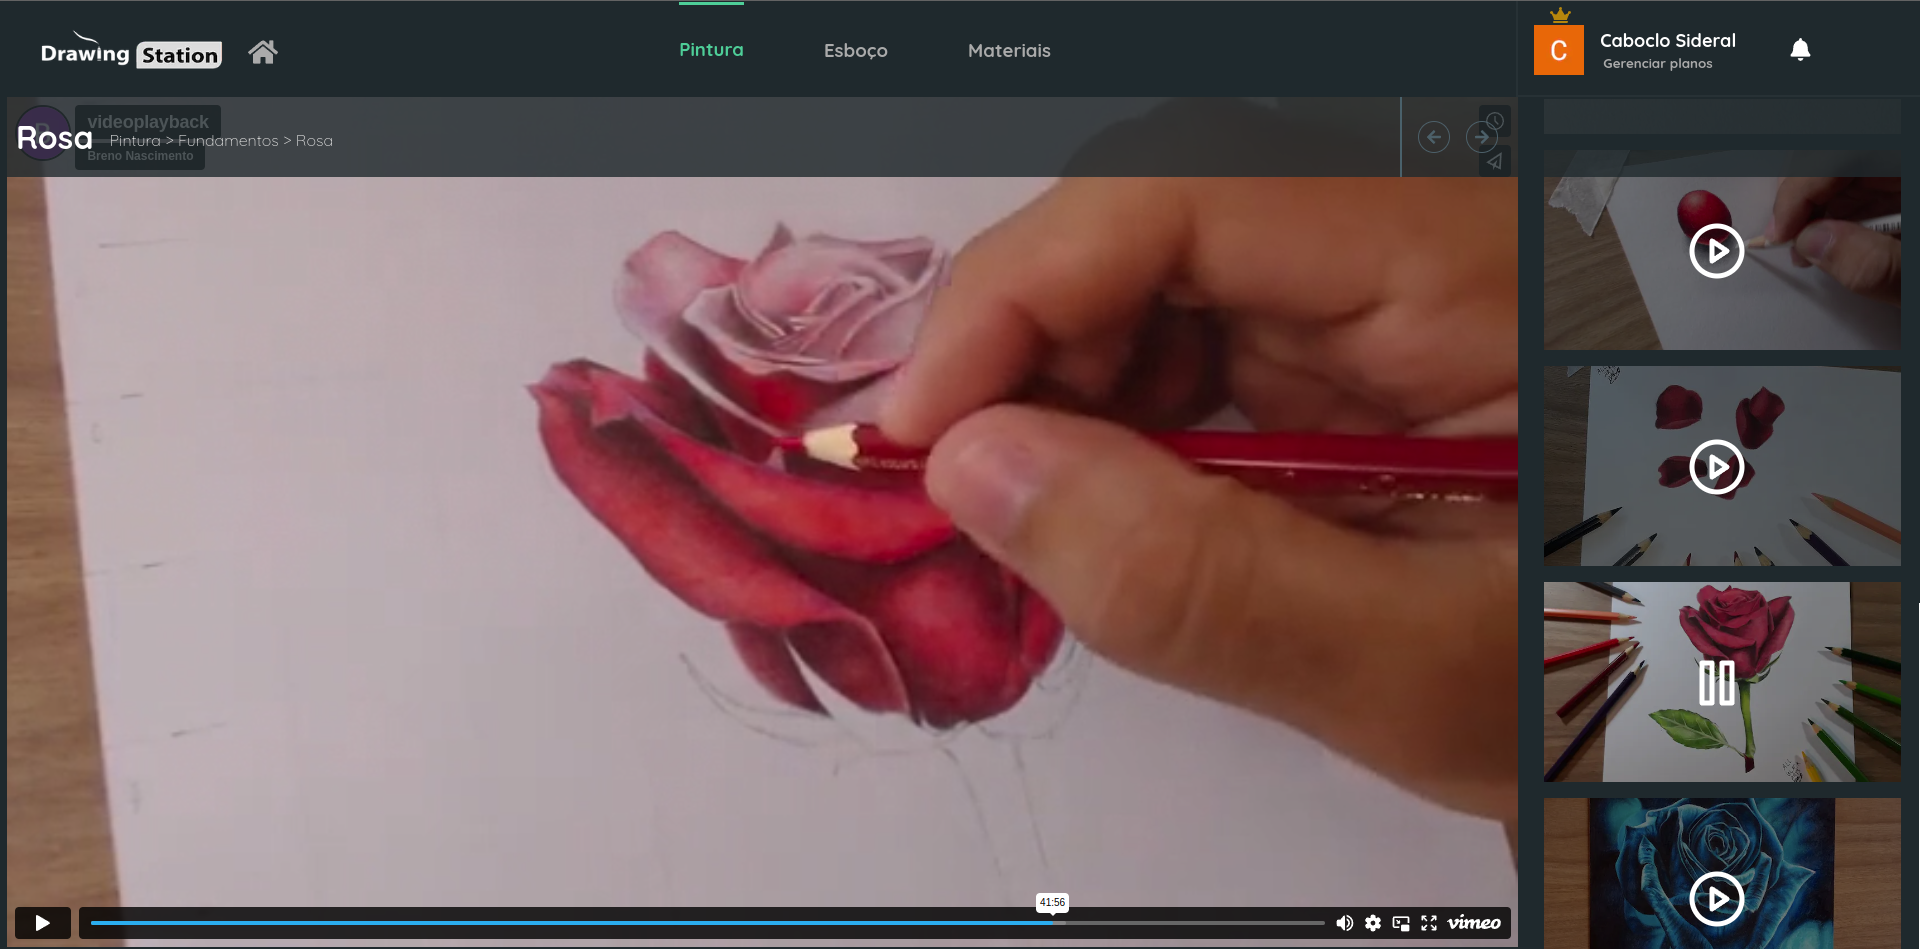 Drawing Station
Pintura
Esboço
Materiais
C
Caboclo Sideral
Gerenciar planos
videoplayback
Rosa
Pintura > Fundamentos > Rosa
Breno Nascimento
41:56
vimeo